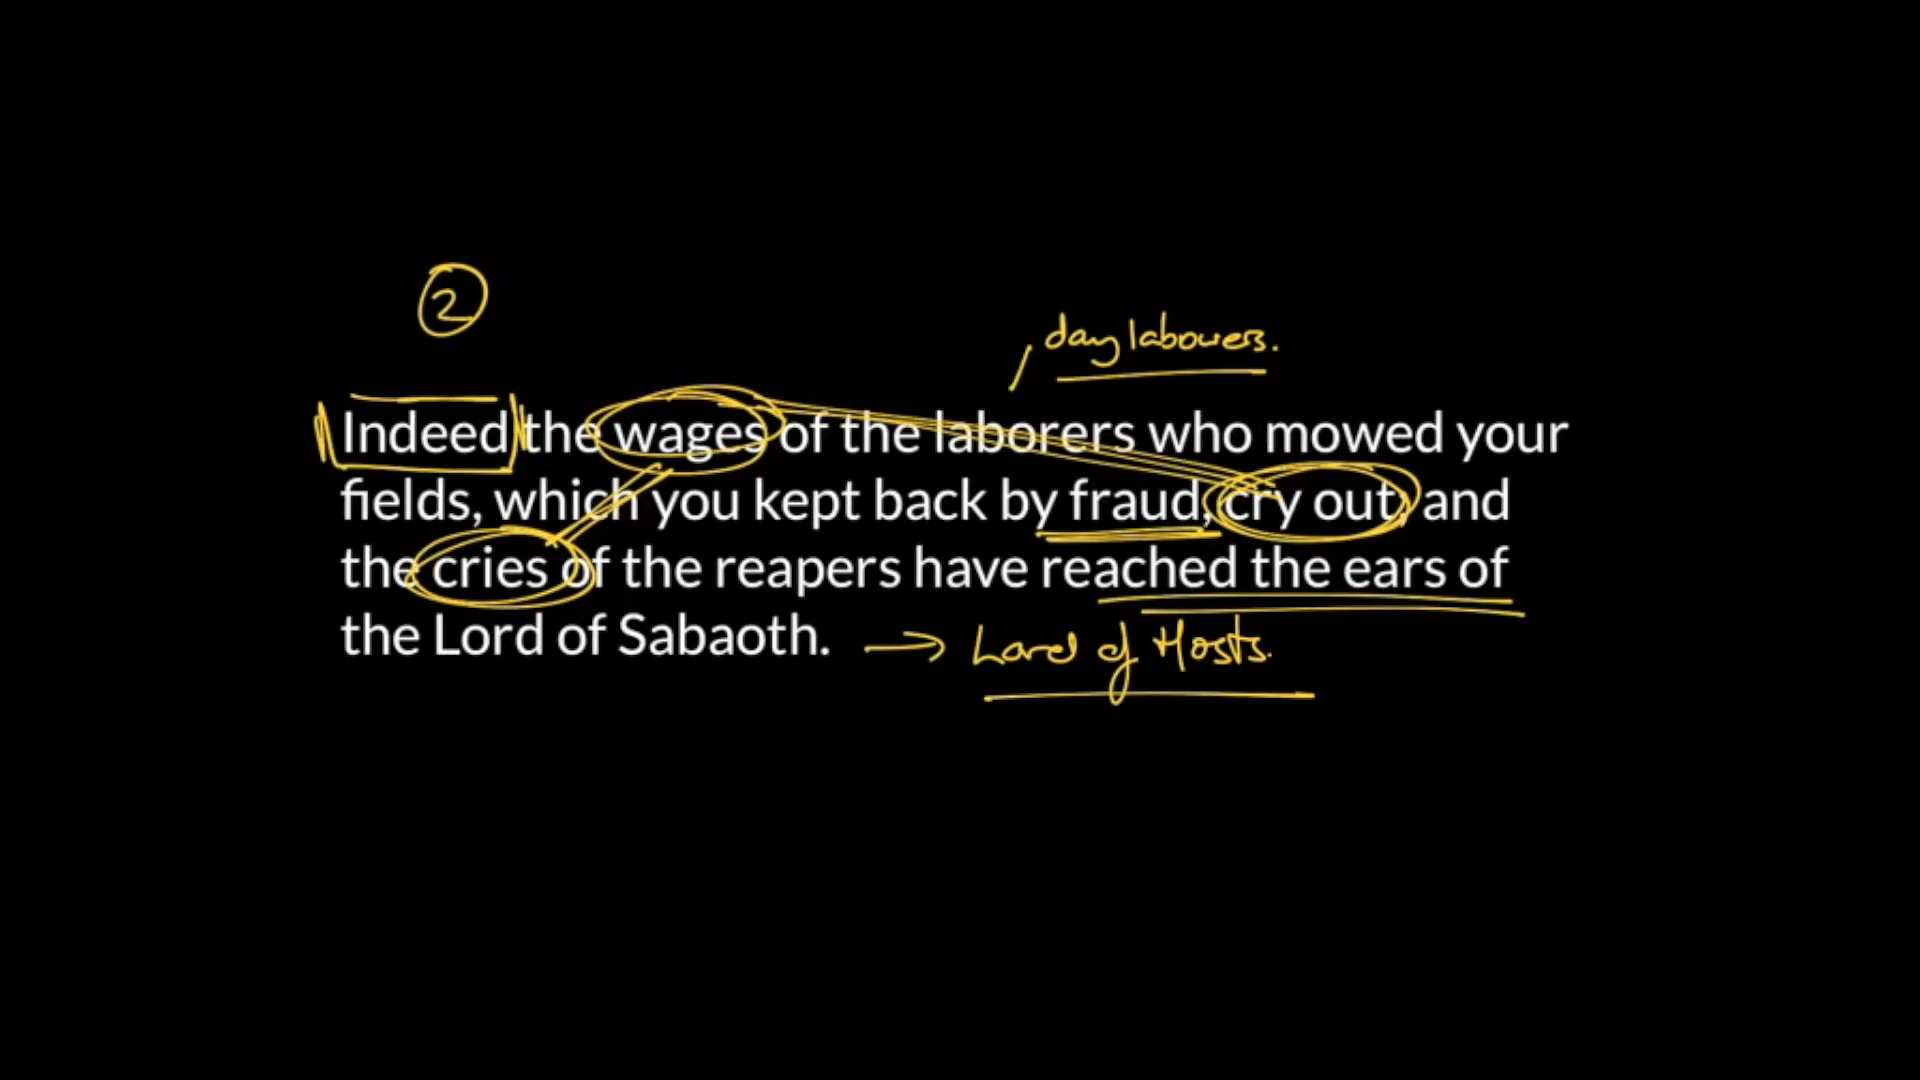 2
day labourers.
Indeed the wages of the laborers who mowed your
fields, which you kept back by fraud, cry out, and
the cries of the reapers have reached the ears of
the Lord of Sabaoth. → Lord of Hosts.